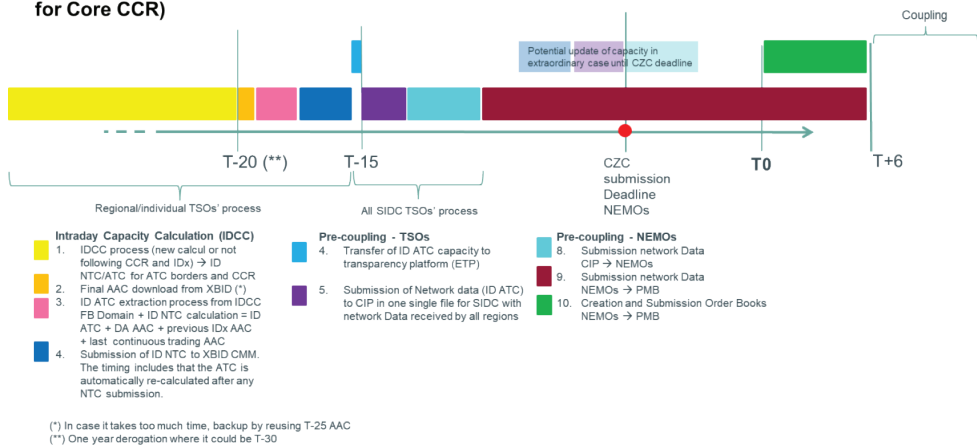 for Core CCR)
Coupling
Potential update of capacity in
extraordinary case until CZC deadline
T-20 (**)
T-15
CZC
submission
Deadline
NEMOs
T0
T+6
Regional/individual TSOs' process
All SIDC TSOs' process
Intraday Capacity Calculation (IDCC)
1. IDCC process (new calcul or not
following CCR and IDx) → ID
NTC/ATC for ATC borders and CCR
2. Final AAC download from XBID (*)
3. ID ATC extraction process from IDCC
FB Domain + ID NTC calculation = ID
ATC + DA AAC + previous IDx AAC
+ last continuous trading AAC
4. Submission of ID NTC to XBID CMM.
The timing includes that the ATC is
automatically re-calculated after any
NTC submission.
Pre-coupling - TSOs
4. Transfer of ID ATC capacity to
transparency platform (ETP)
5. Submission of Network data (ID ATC)
to CIP in one single file for SIDC with
network Data received by all regions
Pre-coupling - NEMOs
8. Submission network Data
CIP → NEMOs
9. Submission network Data
NEMOs → PMB
10. Creation and Submission Order Books
NEMOs → PMB
(*) In case it takes too much time, backup by reusing T-25 AAC
(**) One year derogation where it could be T-30